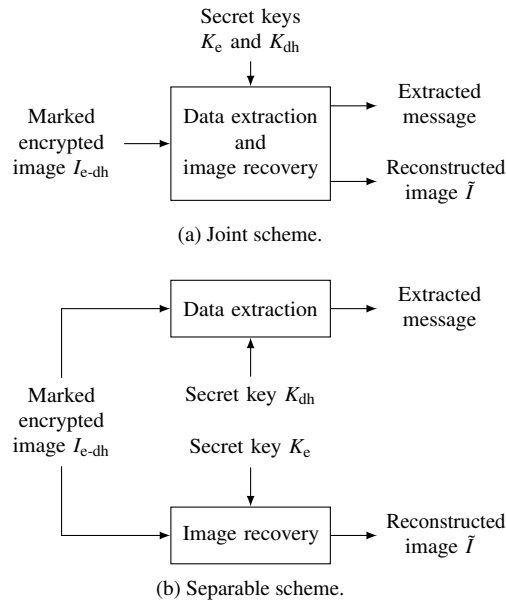 Secret keys
K_e and K_dh
Marked
encrypted
image I_e-dh
Data extraction
and
image recovery
Extracted
message
Reconstructed
image Ĩ
(a) Joint scheme.
Data extraction
Extracted
message
Secret key K_dh
Marked
encrypted
image I_e-dh
Secret key K_e
Image recovery
Reconstructed
image Ĩ
(b) Separable scheme.